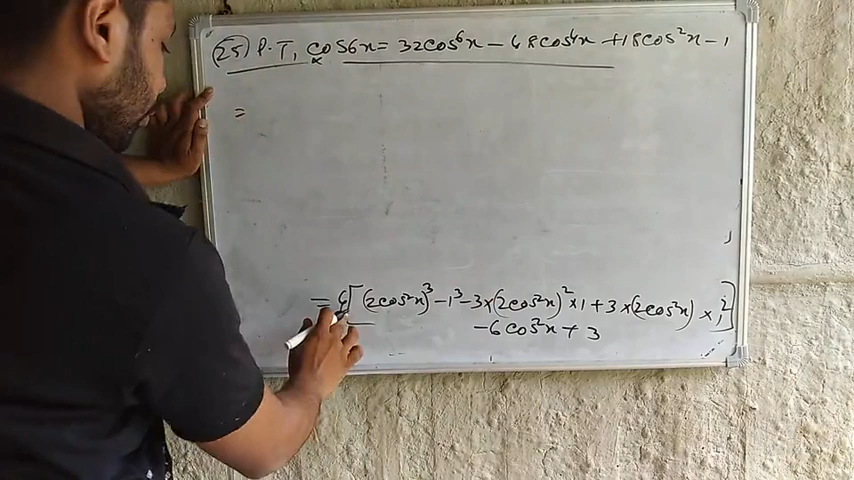 (25) P.T, cos6x = 32cos⁶x - 48cos⁴x + 18cos²x - 1
=
= 4[(2cos²x)³ - 1³ - 3×(2cos²x)²×1 + 3×(2cos²x)×1²]
-6cos²x + 3